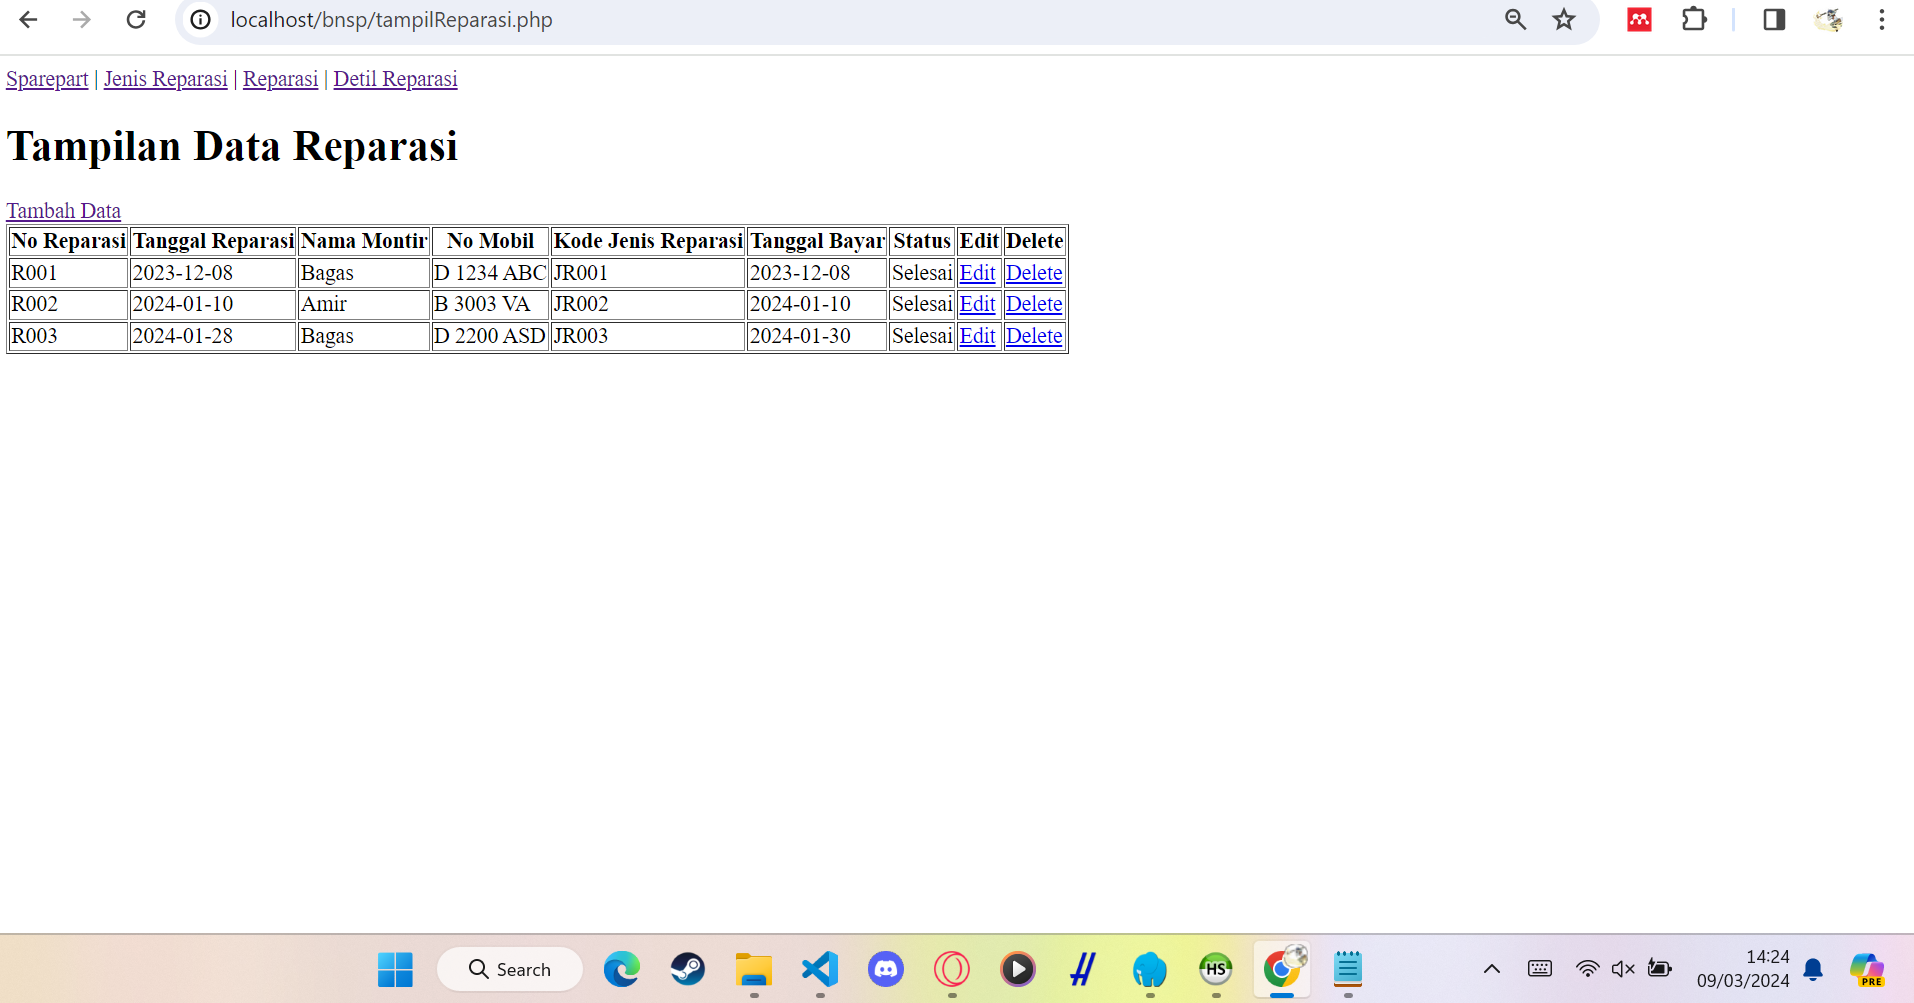 localhost/bnsp/tampilReparasi.php
Sparepart | Jenis Reparasi | Reparasi | Detil Reparasi
Tampilan Data Reparasi
Tambah Data
No Reparasi Tanggal Reparasi Nama Montir No Mobil Kode Jenis Reparasi Tanggal Bayar Status Edit Delete
R001 2023-12-08 Bagas D 1234 ABC JR001 2023-12-08 Selesai Edit Delete
R002 2024-01-10 Amir B 3003 VA JR002 2024-01-10 Selesai Edit Delete
R003 2024-01-28 Bagas D 2200 ASD JR003 2024-01-30 Selesai Edit Delete
Search
HS
14:24
09/03/2024
PRE